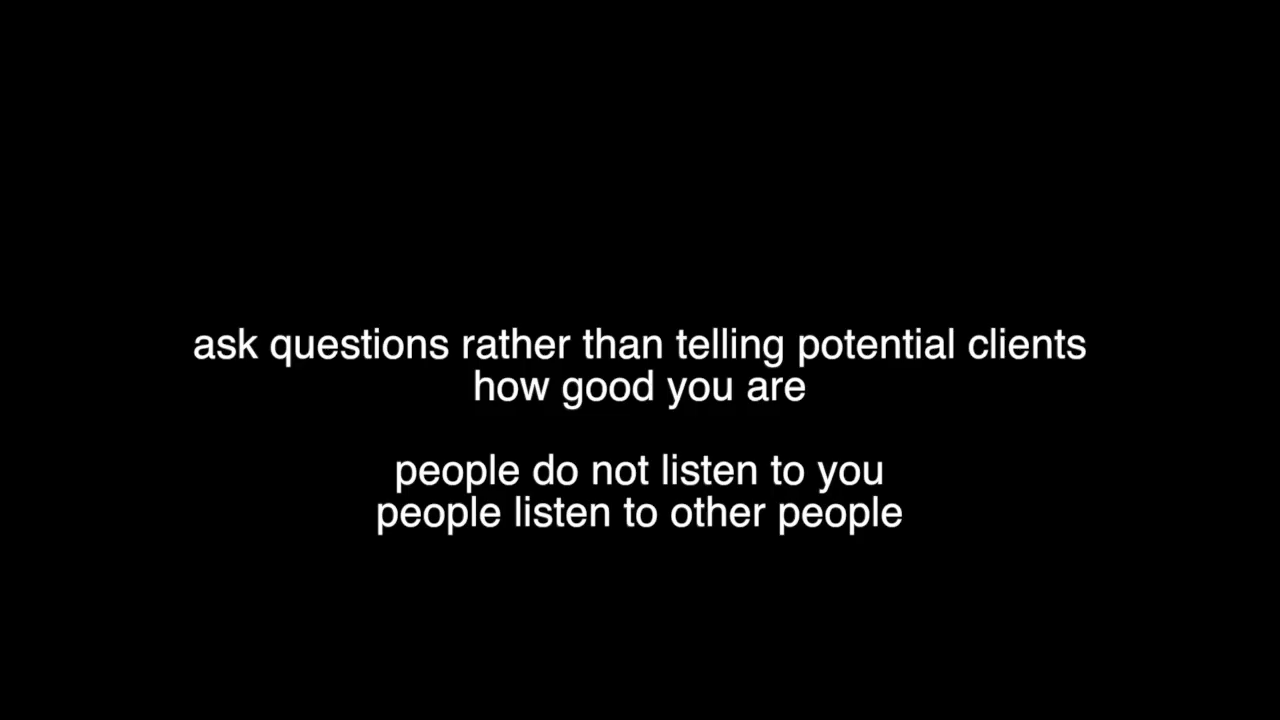 ask questions rather than telling potential clients
how good you are
people do not listen to you
people listen to other people